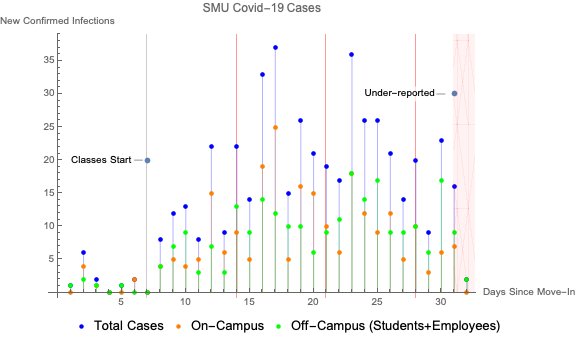 SMU Covid-19 Cases
New Confirmed Infections
35
30
Under-reported
25
20
Classes Start
15
10
5
5 10 15 20 25 30
Days Since Move-In
Total Cases On-Campus Off-Campus (Students+Employees)